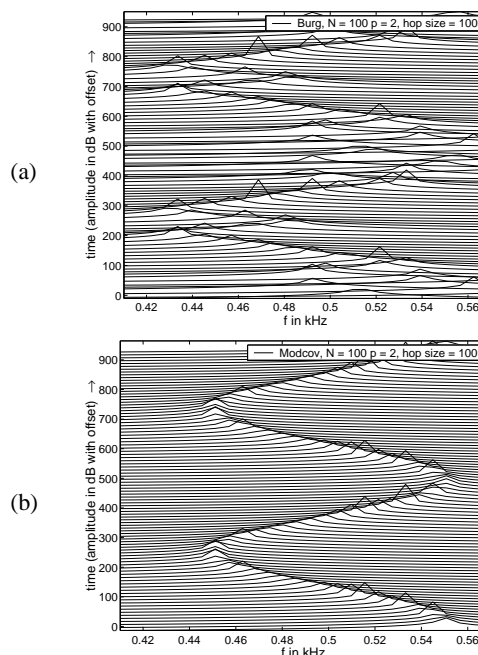 (a)
Burg, N = 100 p = 2, hop size = 100
time (amplitude in dB with offset) →
900
800
700
600
500
400
300
200
100
0
0.42 0.44 0.46 0.48 0.5 0.52 0.54 0.56
f in kHz
(b)
Modcov, N = 100 p = 2, hop size = 100
time (amplitude in dB with offset) →
900
800
700
600
500
400
300
200
100
0
0.42 0.44 0.46 0.48 0.5 0.52 0.54 0.56
f in kHz